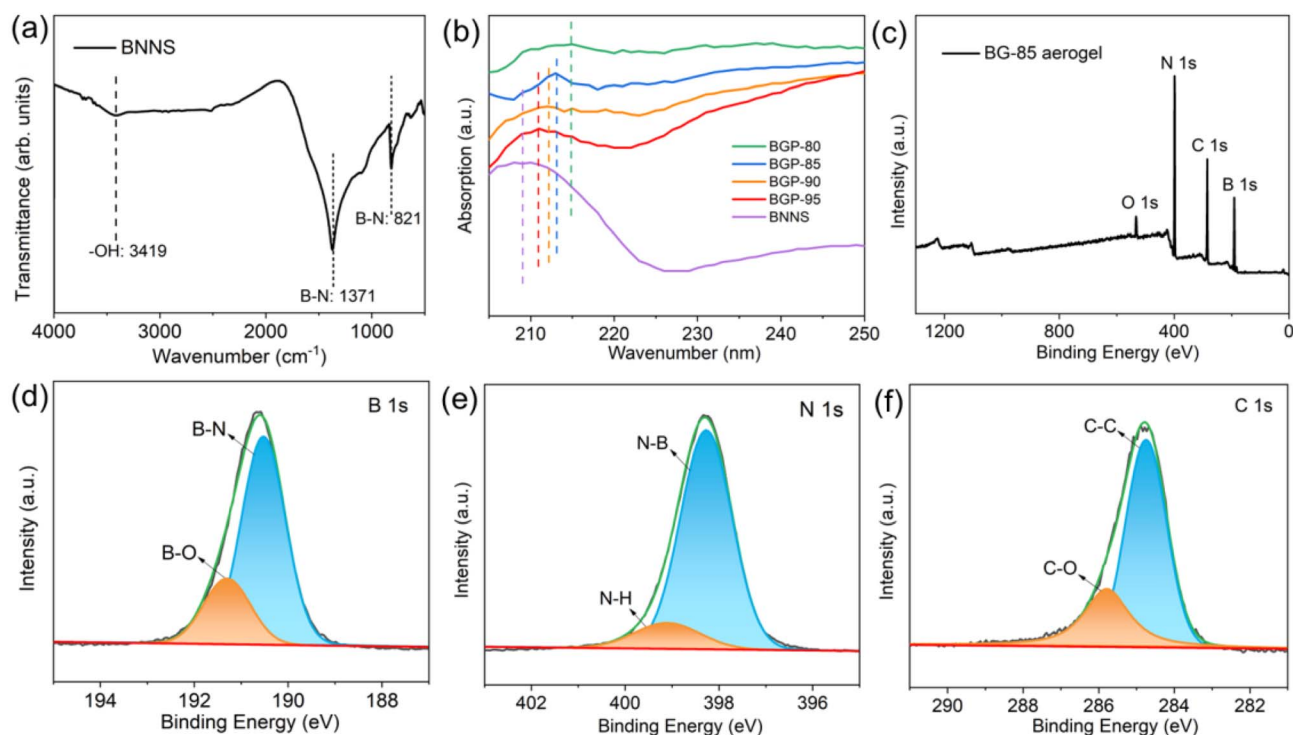 (a)
BNNS
Transmittance (arb. units)
-OH: 3419
B-N: 1371
B-N: 821
4000 3000 2000 1000
Wavenumber (cm⁻¹)
(b)
Absorption (a.u.)
BGP-80
BGP-85
BGP-90
BGP-95
BNNS
210 220 230 240 250
Wavenumber (nm)
(c)
BG-85 aerogel
Intensity (a.u.)
N 1s
C 1s
B 1s
O 1s
1200 800 400 0
Binding Energy (eV)
(d)
B 1s
B-N
B-O
Intensity (a.u.)
194 192 190 188
Binding Energy (eV)
(e)
N 1s
N-B
N-H
Intensity (a.u.)
402 400 398 396
Binding Energy (eV)
(f)
C 1s
C-C
C-O
Intensity (a.u.)
290 288 286 284 282
Binding Energy (eV)